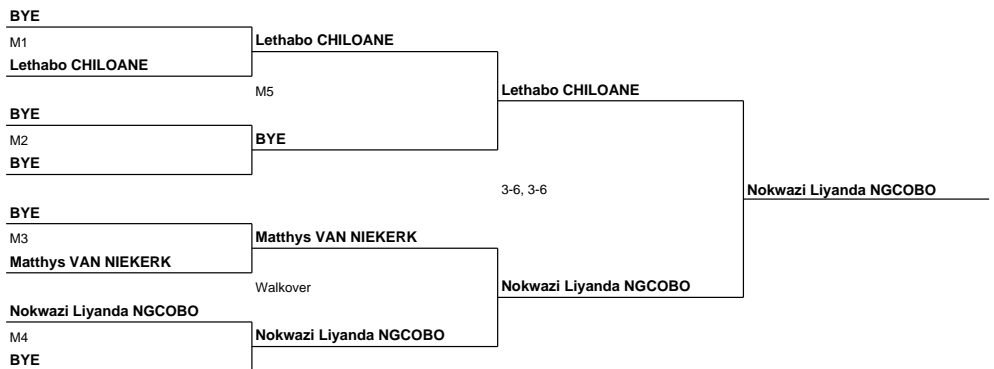 BYE
M1
Lethabo CHILOANE
Lethabo CHILOANE
M5
BYE
M2
BYE
BYE
Lethabo CHILOANE
3-6, 3-6
Nokwazi Liyanda NGCOBO
BYE
M3
Matthys VAN NIEKERK
Matthys VAN NIEKERK
Walkover
Nokwazi Liyanda NGCOBO
M4
BYE
Nokwazi Liyanda NGCOBO
Nokwazi Liyanda NGCOBO